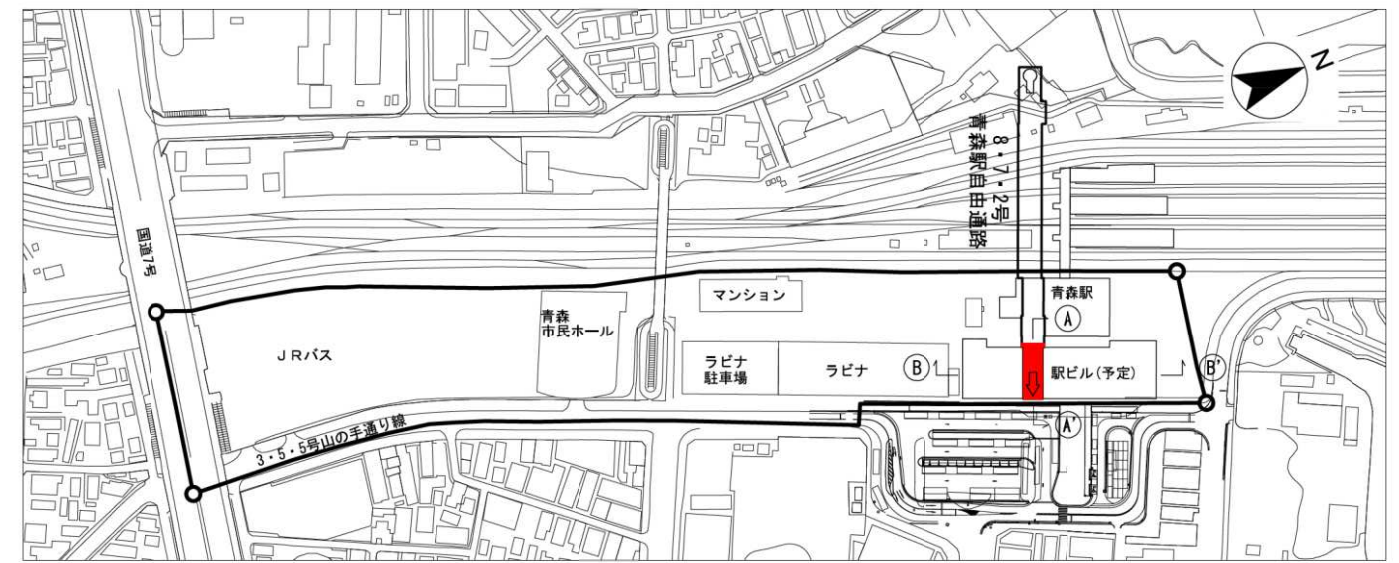 N
8・7・2号
青森駅自由通路
国道7号
マンション
青森駅
A
青森
市民ホール
JRバス
ラビナ
駐車場
ラビナ
B
駅ビル(予定)
B'
A'
3・5・5号山の手通り線